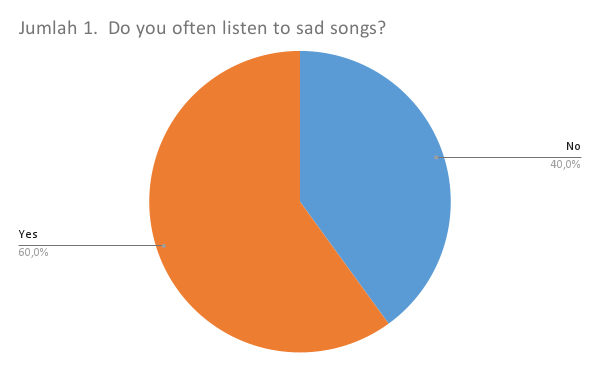 Jumlah 1.  Do you often listen to sad songs?
No
40,0%
Yes
60,0%